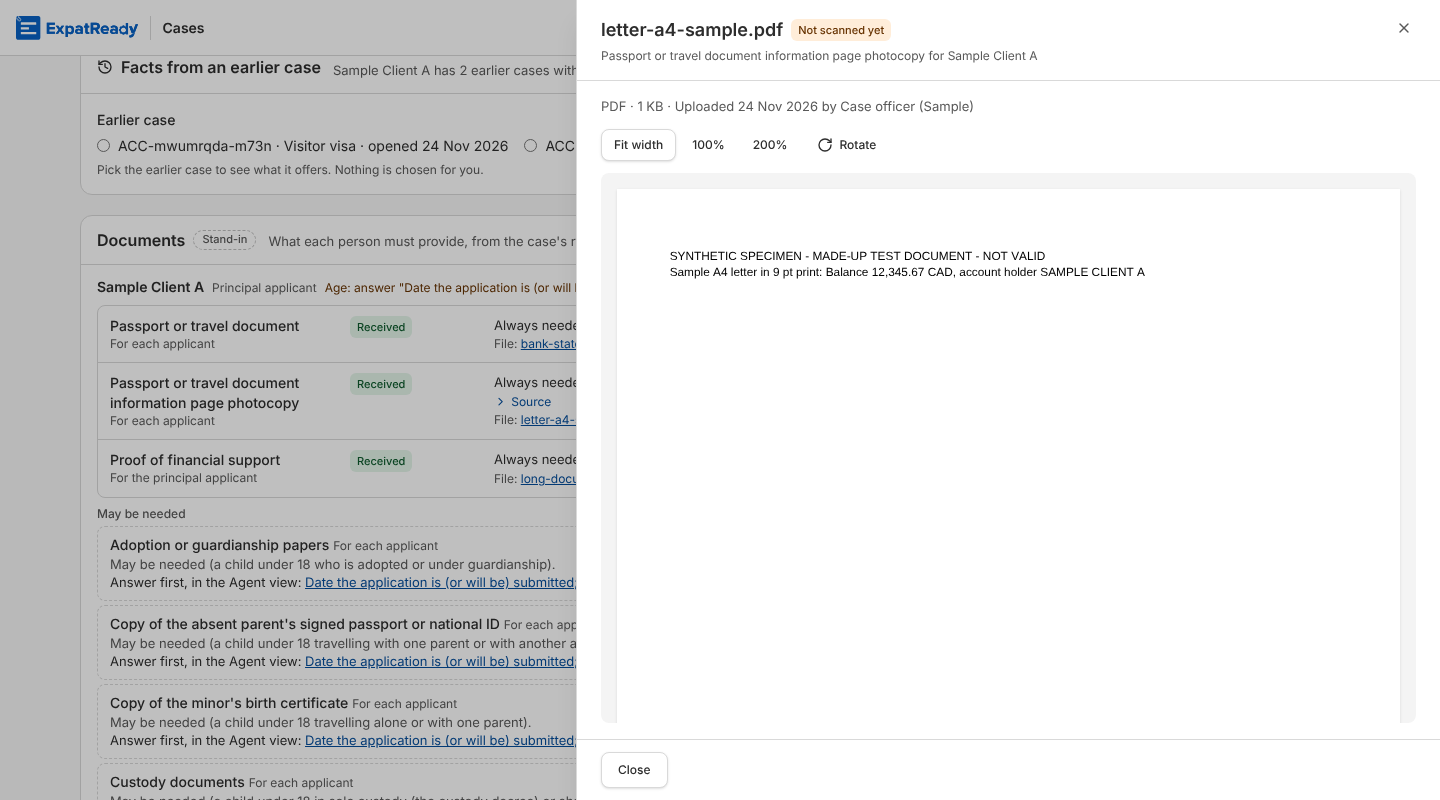 ExpatReady
Cases
Facts from an earlier case
Sample Client A has 2 earlier cases with
Earlier case
ACC-mwumrqda-m73n · Visitor visa · opened 24 Nov 2026
ACC
Pick the earlier case to see what it offers. Nothing is chosen for you.
Documents
Stand-in
What each person must provide, from the case's r
Sample Client A
Principal applicant
Age: answer "Date the application is (or will
Passport or travel document
For each applicant
Received
Always neede
File: bank-stat
Passport or travel document
information page photocopy
For each applicant
Received
Always neede
Source
File: letter-a4-
Proof of financial support
For the principal applicant
Received
Always neede
File: long-docu
May be needed
Adoption or guardianship papers For each applicant
May be needed (a child under 18 who is adopted or under guardianship).
Answer first, in the Agent view: Date the application is (or will be) submitted;
Copy of the absent parent's signed passport or national ID For each app
May be needed (a child under 18 travelling with one parent or with another a
Answer first, in the Agent view: Date the application is (or will be) submitted;
Copy of the minor's birth certificate For each applicant
May be needed (a child under 18 travelling alone or with one parent).
Answer first, in the Agent view: Date the application is (or will be) submitted;
Custody documents For each applicant
letter-a4-sample.pdf
Not scanned yet
Passport or travel document information page photocopy for Sample Client A
PDF · 1 KB · Uploaded 24 Nov 2026 by Case officer (Sample)
Fit width
100%
200%
Rotate
SYNTHETIC SPECIMEN - MADE-UP TEST DOCUMENT - NOT VALID
Sample A4 letter in 9 pt print: Balance 12,345.67 CAD, account holder SAMPLE CLIENT A
Close